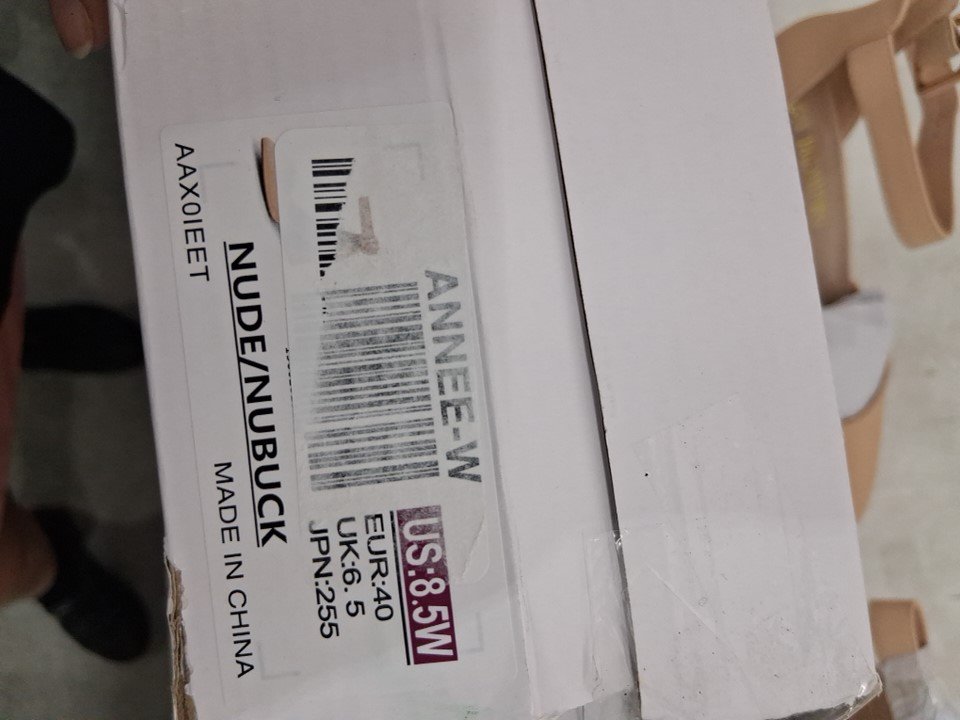 ANNEE-W
US:8.5W
EUR:40
UK:6.5
JPN:255
NUDE/NUBUCK
AAX0IEET
MADE IN CHINA